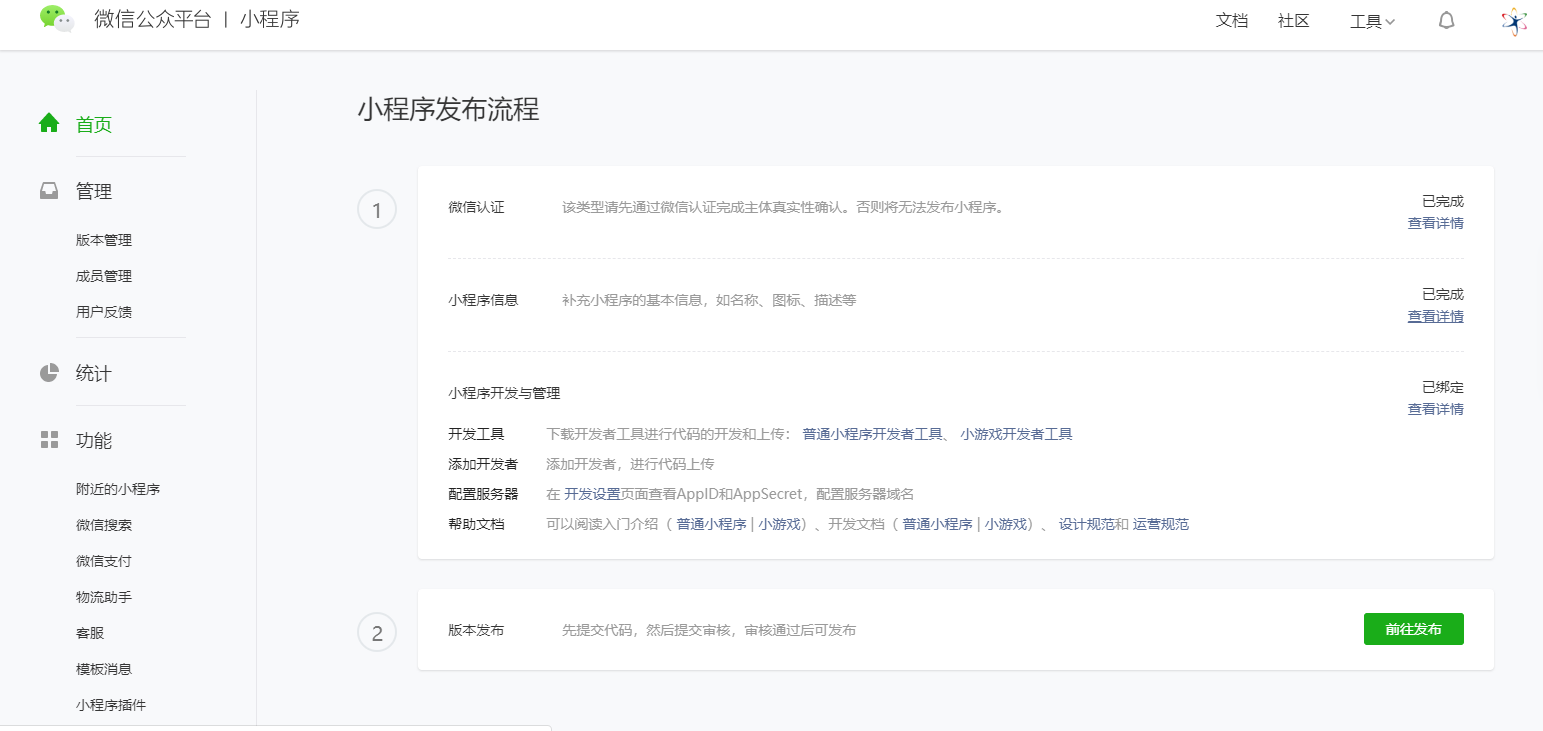 微信公众平台 | 小程序
文档 社区 工具
首页
管理
版本管理
成员管理
用户反馈
统计
功能
附近的小程序
微信搜索
微信支付
物流助手
客服
模板消息
小程序插件
小程序发布流程
1
微信认证 该类型请先通过微信认证完成主体真实性确认。否则将无法发布小程序。 已完成
查看详情
小程序信息 补充小程序的基本信息，如名称、图标、描述等 已完成
查看详情
小程序开发与管理 已绑定
查看详情
开发工具 下载开发者工具进行代码的开发和上传： 普通小程序开发者工具、 小游戏开发者工具
添加开发者 添加开发者，进行代码上传
配置服务器 在 开发设置页面查看AppID和AppSecret，配置服务器域名
帮助文档 可以阅读入门介绍（ 普通小程序 | 小游戏）、开发文档（ 普通小程序 | 小游戏）、 设计规范和 运营规范
2
版本发布 先提交代码，然后提交审核，审核通过后可发布 前往发布